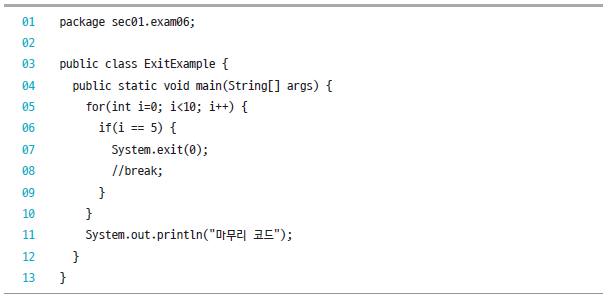 01 package sec01.exam06;
02
03 public class ExitExample {
04 public static void main(String[] args) {
05 for(int i=0; i<10; i++) {
06 if(i == 5) {
07 System.exit(0);
08 //break;
09 }
10 }
11 System.out.println("마무리 코드");
12 }
13 }